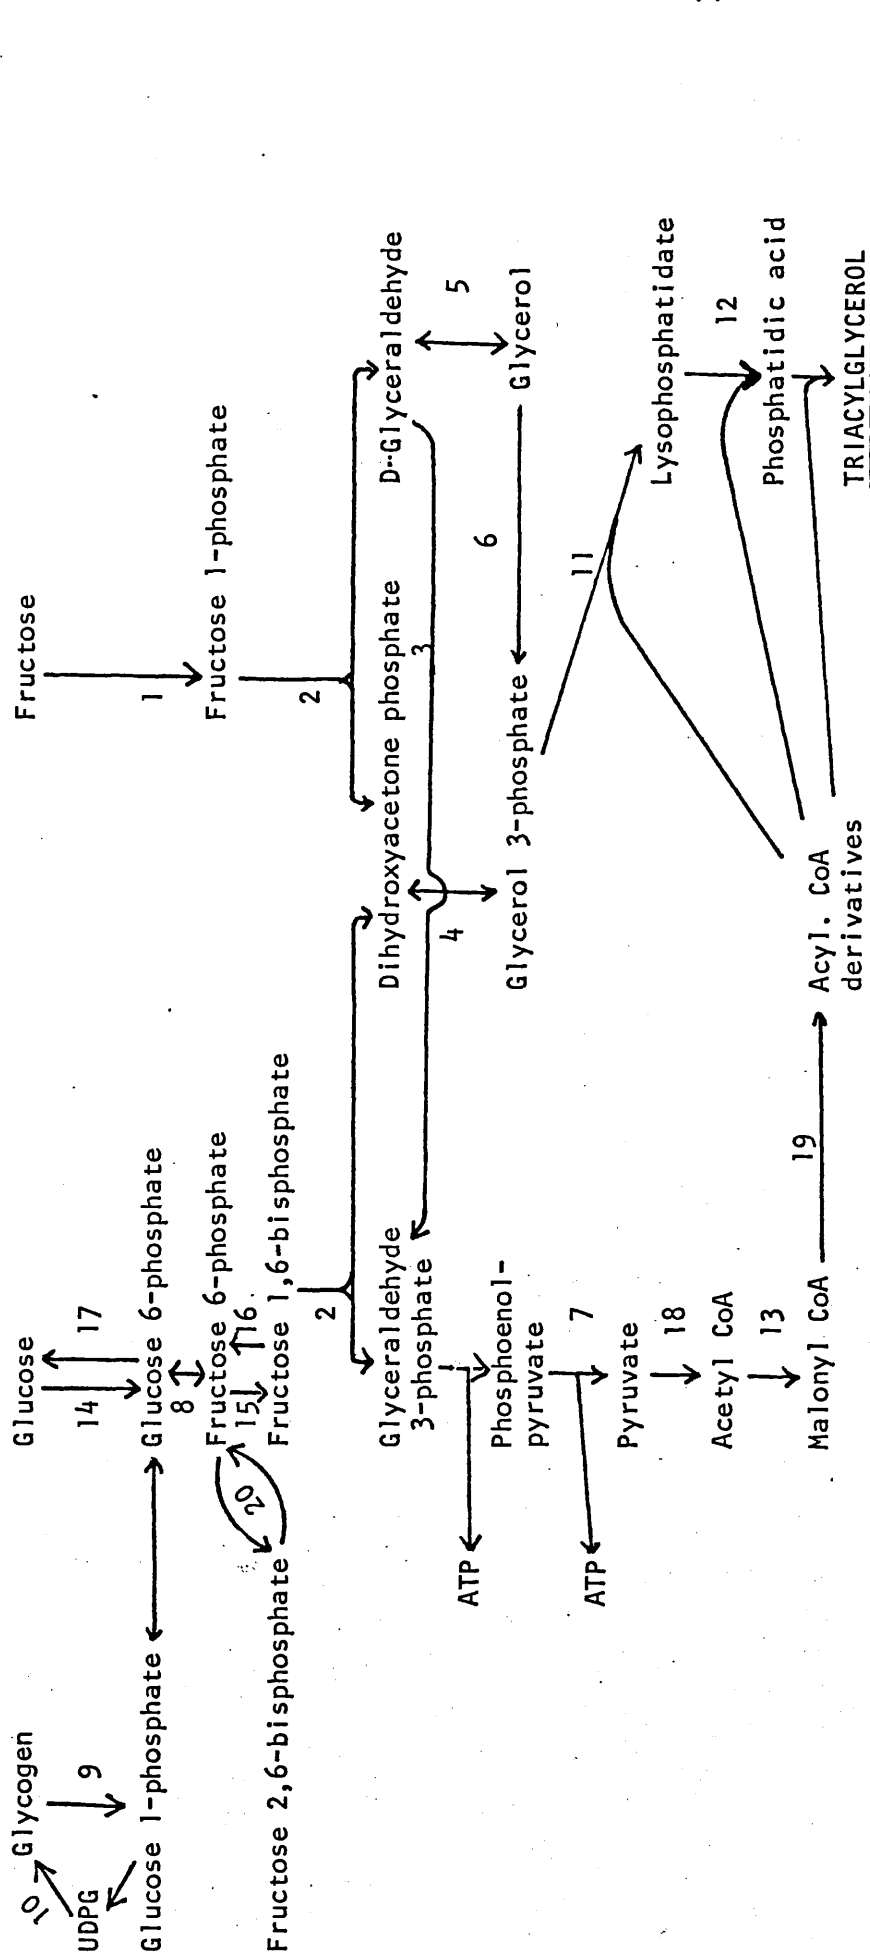 Glycogen
Glucose
Fructose
10
9
14
17
1
UDPG
Glucose 1-phosphate
Glucose 6-phosphate
8
Fructose 6-phosphate
Fructose 1-phosphate
20
15
16
Fructose 2,6-bisphosphate
Fructose 1,6-bisphosphate
2
2
Glyceraldehyde
3-phosphate
Dihydroxyacetone phosphate
D-Glyceraldehyde
3
4
5
ATP
Phosphoenol-
pyruvate
Glycerol 3-phosphate
6
Glycerol
7
11
ATP
Pyruvate
Lysophosphatidate
18
12
Acetyl CoA
Phosphatidic acid
13
19
Malonyl CoA
Acyl. CoA
derivatives
TRIACYLGLYCEROL